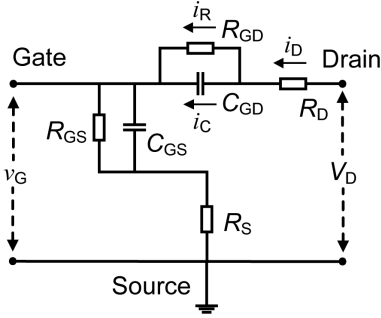 i_R
R_GD
Gate
i_D
Drain
R_GS
C_GS
i_C
C_GD
R_D
v_G
V_D
R_S
Source